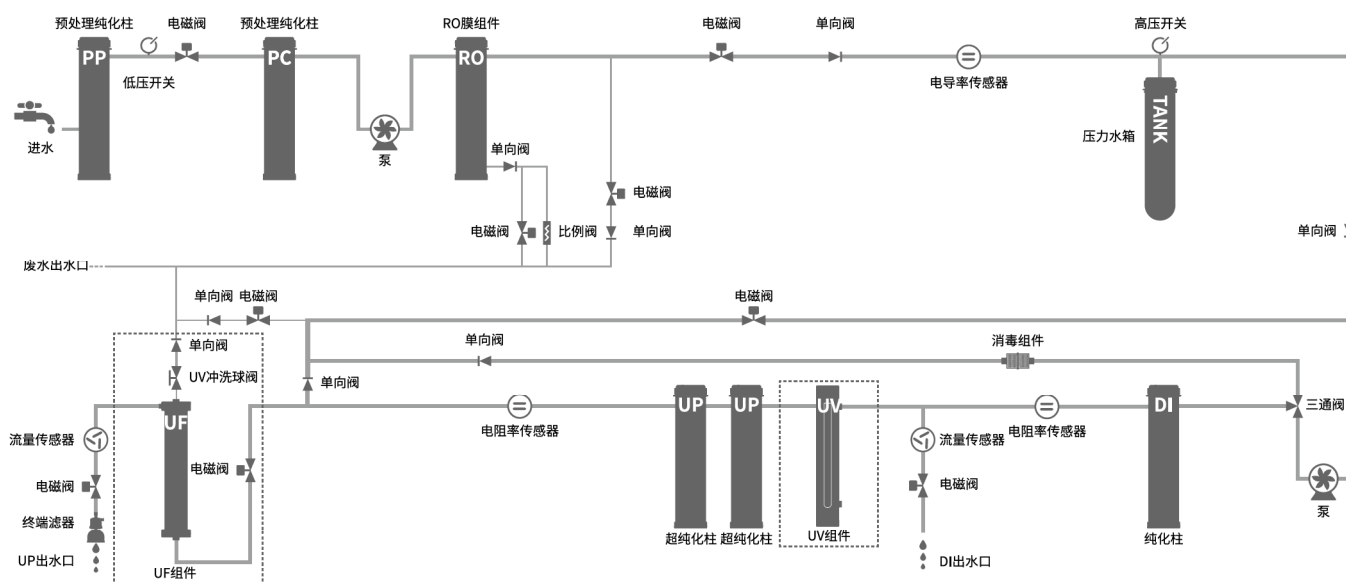 预处理纯化柱
电磁阀
预处理纯化柱
RO膜组件
电磁阀
单向阀
高压开关
PP
PC
RO
低压开关
电导率传感器
TANK
压力水箱
进水
泵
单向阀
电磁阀
电磁阀
比例阀
单向阀
单向阀
废水出水口
单向阀
电磁阀
电磁阀
单向阀
单向阀
消毒组件
UV冲洗球阀
单向阀
UF
UP
UP
UV
DI
三通阀
流量传感器
电阻率传感器
流量传感器
电阻率传感器
电磁阀
电磁阀
电磁阀
终端滤器
泵
UP出水口
超纯化柱
超纯化柱
UV组件
纯化柱
DI出水口
UF组件